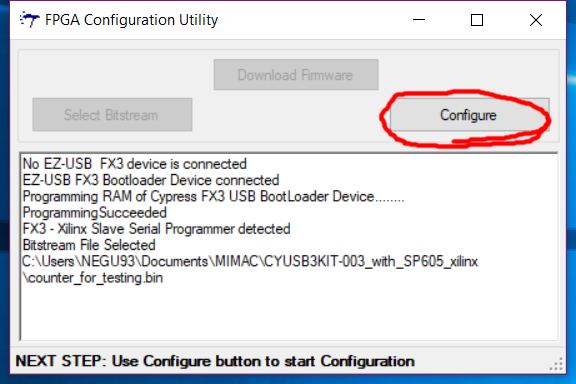 FPGA Configuration Utility
Download Firmware
Select Bitstream
Configure
No EZ-USB FX3 device is connected
EZ-USB FX3 Bootloader Device connected
Programming RAM of Cypress FX3 USB BootLoader Device........
ProgrammingSucceeded
FX3 - Xilinx Slave Serial Programmer detected
Bitstream File Selected
C:\Users\NEGU93\Documents\MIMAC\CYUSB3KIT-003_with_SP605_xilinx
\counter_for_testing.bin
NEXT STEP: Use Configure button to start Configuration